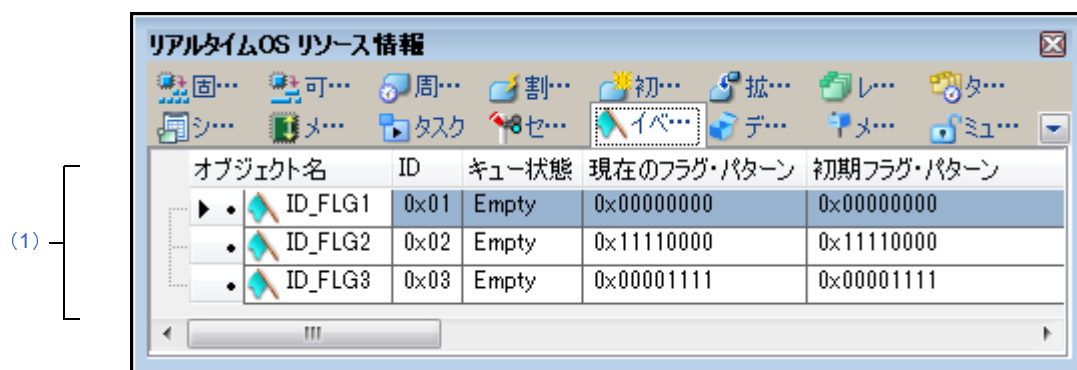 リアルタイムOS リソース情報
固… 可… 周… 割… 初… 拡… レ… タ…
シ… メ… タスク セ… イベ… デ… メ… ミュ…
オブジェクト名 ID キュー状態 現在のフラグ・パターン 初期フラグ・パターン
ID_FLG1 0x01 Empty 0x00000000 0x00000000
(1)
ID_FLG2 0x02 Empty 0x11110000 0x11110000
ID_FLG3 0x03 Empty 0x00001111 0x00001111